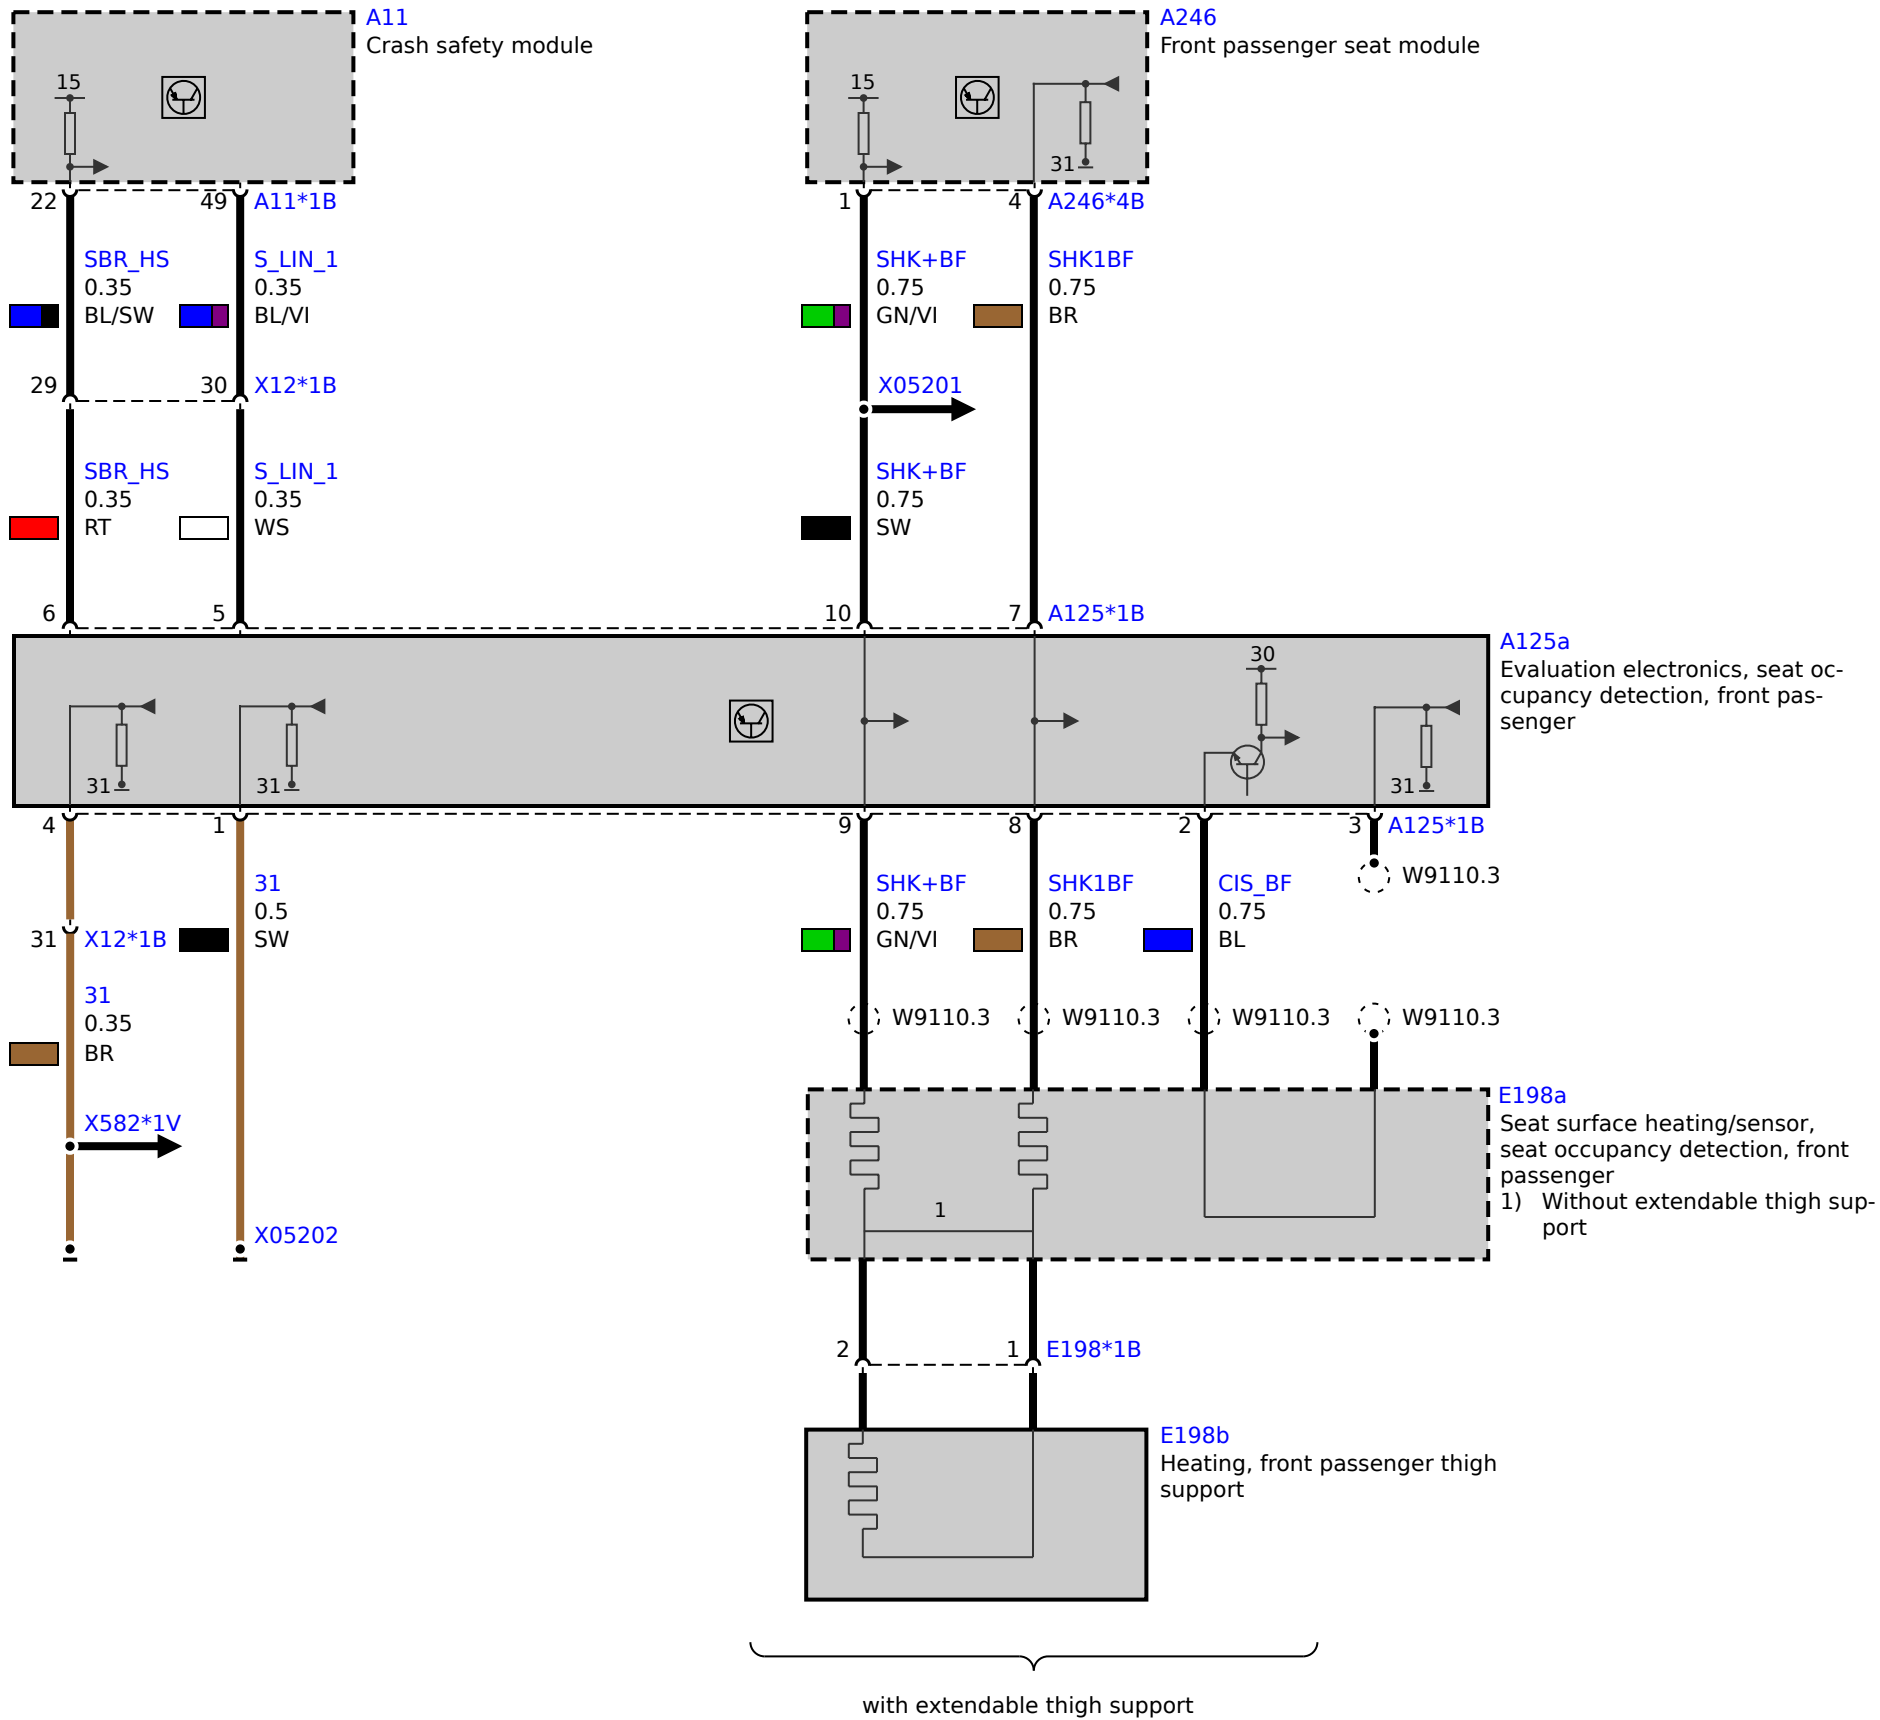 A11
Crash safety module
A246
Front passenger seat module
15
15
31
22
49
A11*1B
1
4
A246*4B
SBR_HS
0.35
BL/SW
S_LIN_1
0.35
BL/VI
SHK+BF
0.75
GN/VI
SHK1BF
0.75
BR
29
30
X12*1B
X05201
SBR_HS
0.35
RT
S_LIN_1
0.35
WS
SHK+BF
0.75
SW
6
5
10
7
A125*1B
A125a
Evaluation electronics, seat oc-
cupancy detection, front pas-
senger
30
31
31
31
4
1
9
8
2
3
A125*1B
W9110.3
31
0.5
SW
SHK+BF
0.75
GN/VI
SHK1BF
0.75
BR
CIS_BF
0.75
BL
31
X12*1B
31
0.35
BR
W9110.3
W9110.3
W9110.3
W9110.3
X582*1V
X05202
E198a
Seat surface heating/sensor,
seat occupancy detection, front
passenger
1) Without extendable thigh sup-
port
1
2
1
E198*1B
E198b
Heating, front passenger thigh
support
with extendable thigh support